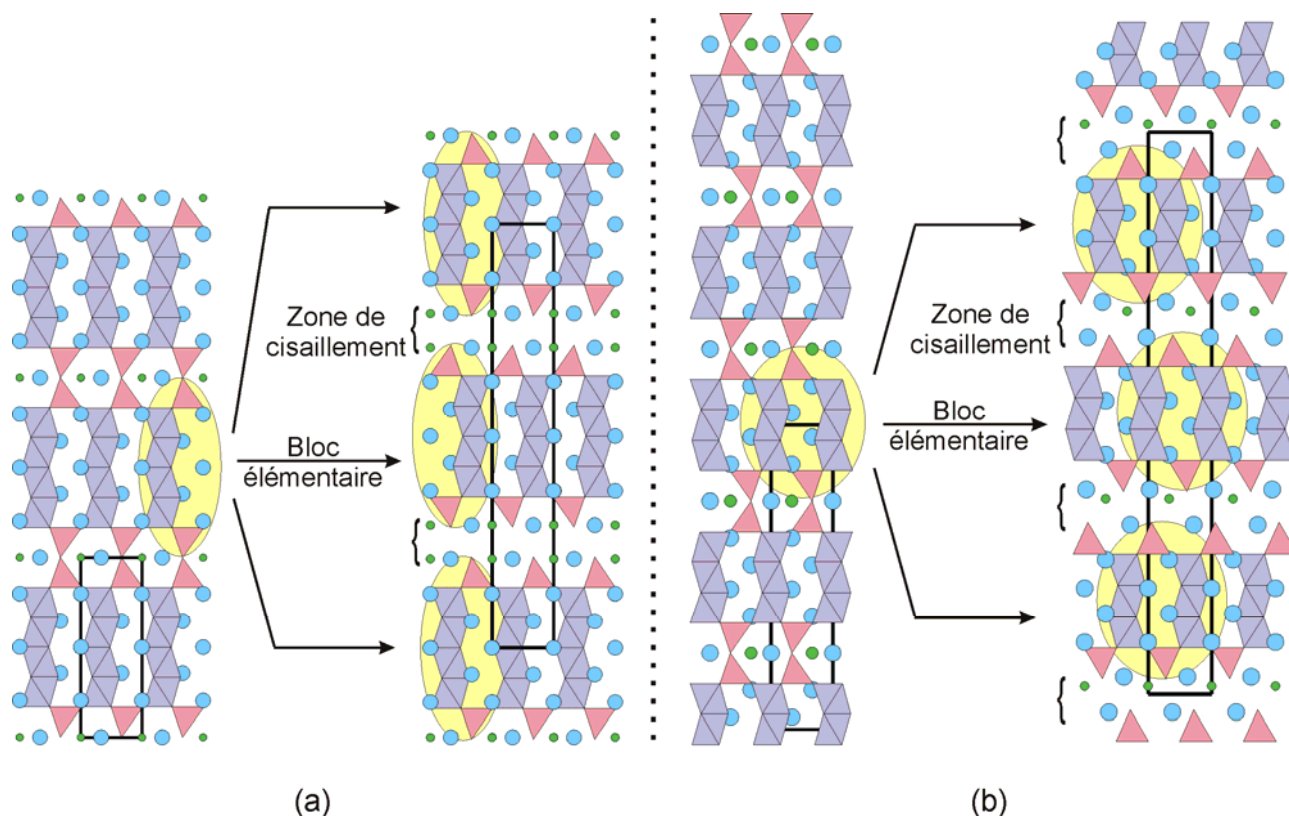 Zone de
cisaillement
Bloc
élémentaire
Zone de
cisaillement
Bloc
élémentaire
(a)
(b)